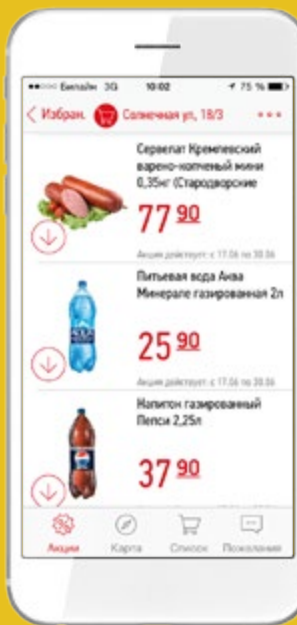 Билайн 3G 10:02 75 %
Избран. Солнечная ул, 18/3
Сервелат Кремлевский
варено-копченый мини
0,35кг (Стародворские
77 90
Акция действует: с 17.06 по 30.06
Питьевая вода Аква
Минерале газированная 2л
25 90
Акция действует: с 17.06 по 30.06
Напиток газированный
Пепси 2,25л
37 90
Акции Карта Список Пожелания